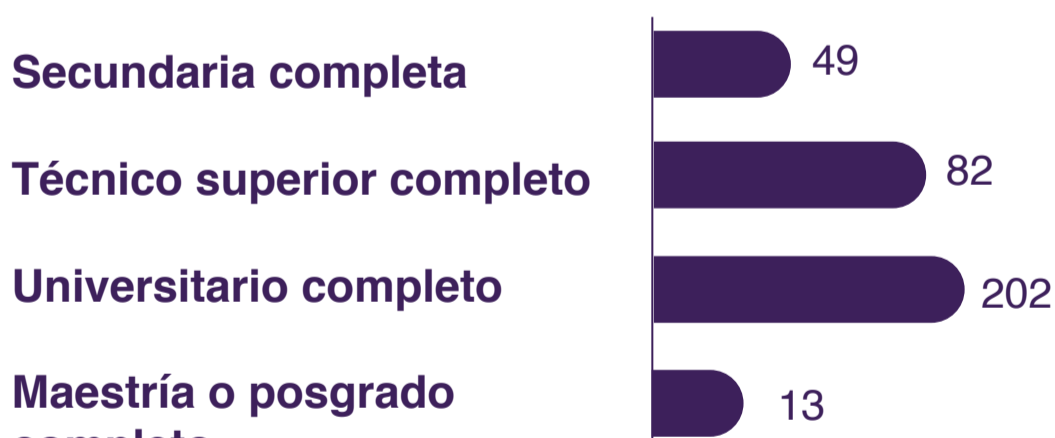 Secundaria completa 49
Técnico superior completo 82
Universitario completo 202
Maestría o posgrado 13